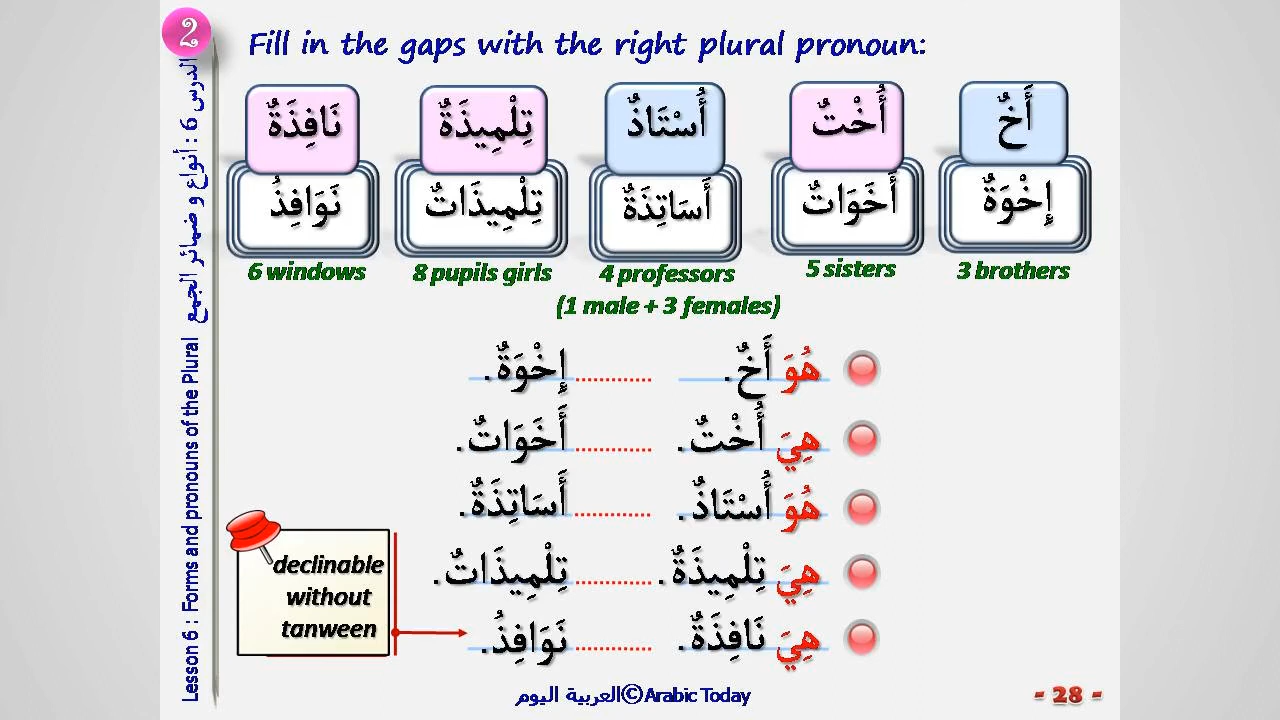 2
Fill in the gaps with the right plural pronoun:
الدرس 6 : أنواع و ضمائر الجمع
Lesson 6 : Forms and pronouns of the Plural
أَخٌ أُخْتٌ أُسْتَاذٌ تِلْمِيذَةٌ نَافِذَةٌ
إِخْوَةٌ أَخَوَاتٌ أَسَاتِذَةٌ تِلْمِيذَاتٌ نَوَافِذُ
6 windows 8 pupils girls 4 professors 5 sisters 3 brothers
(1 male + 3 females)
هُوَ أَخٌ. ............ إِخْوَةٌ.
هِيَ أُخْتٌ. ............ أَخَوَاتٌ.
هُوَ أُسْتَاذٌ. ............ أَسَاتِذَةٌ.
هِيَ تِلْمِيذَةٌ. ............ تِلْمِيذَاتٌ.
هِيَ نَافِذَةٌ. ............ نَوَافِذُ.
declinable
without
tanween
العربية اليوم©Arabic Today
- 28 -